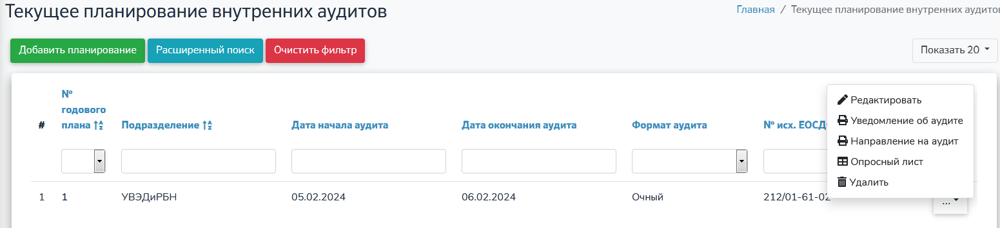 Текущее планирование внутренних аудитов
Главная / Текущее планирование внутренних аудитов
Добавить планирование
Расширенный поиск
Очистить фильтр
Показать 20
#
№ годового плана
Подразделение
Дата начала аудита
Дата окончания аудита
Формат аудита
№ исх. ЕОСД
Редактировать
Уведомление об аудите
Направление на аудит
Опросный лист
Удалить
1 1 УВЭДиРБН 05.02.2024 06.02.2024 Очный 212/01-61-02
...